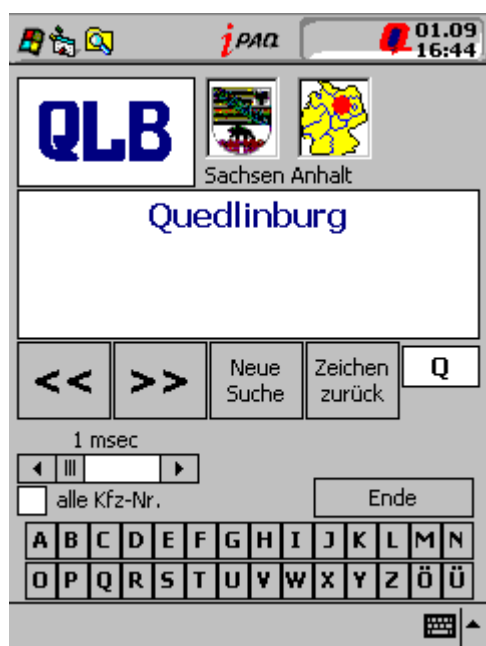 iPAQ 01.09
16:44
QLB
Sachsen Anhalt
Quedlinburg
<< >> Neue Suche Zeichen zurück Q
1 msec
alle Kfz-Nr. Ende
A B C D E F G H I J K L M N
O P Q R S T U V W X Y Z Ö Ü